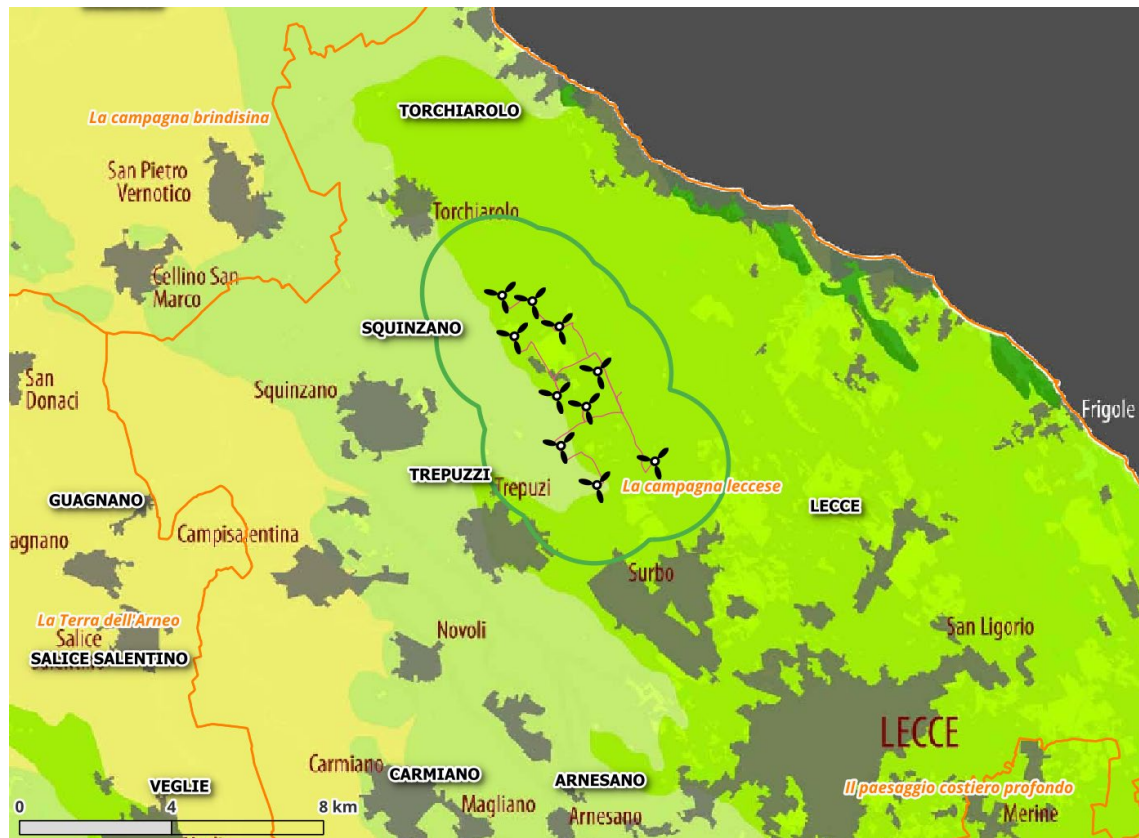 TORCHIAROLO
La campagna brindisina
San Pietro
Vernotico
Torchiarolo
Cellino San
Marco
SQUINZANO
San
Donaci
Squinzano
Frigole
TREPUZZI
Trepuzi
La campagna leccese
LECCE
GUAGNANO
agnano
Campisalentina
Surbo
La Terra dell'Arneo
Salice
SALICE SALENTINO
Novoli
San Ligorio
LECCE
Carmiano
CARMIANO
ARNESANO
VEGLIE
Il paesaggio costiero profondo
Magliano
Arnesano
Merine
0 4 8 km